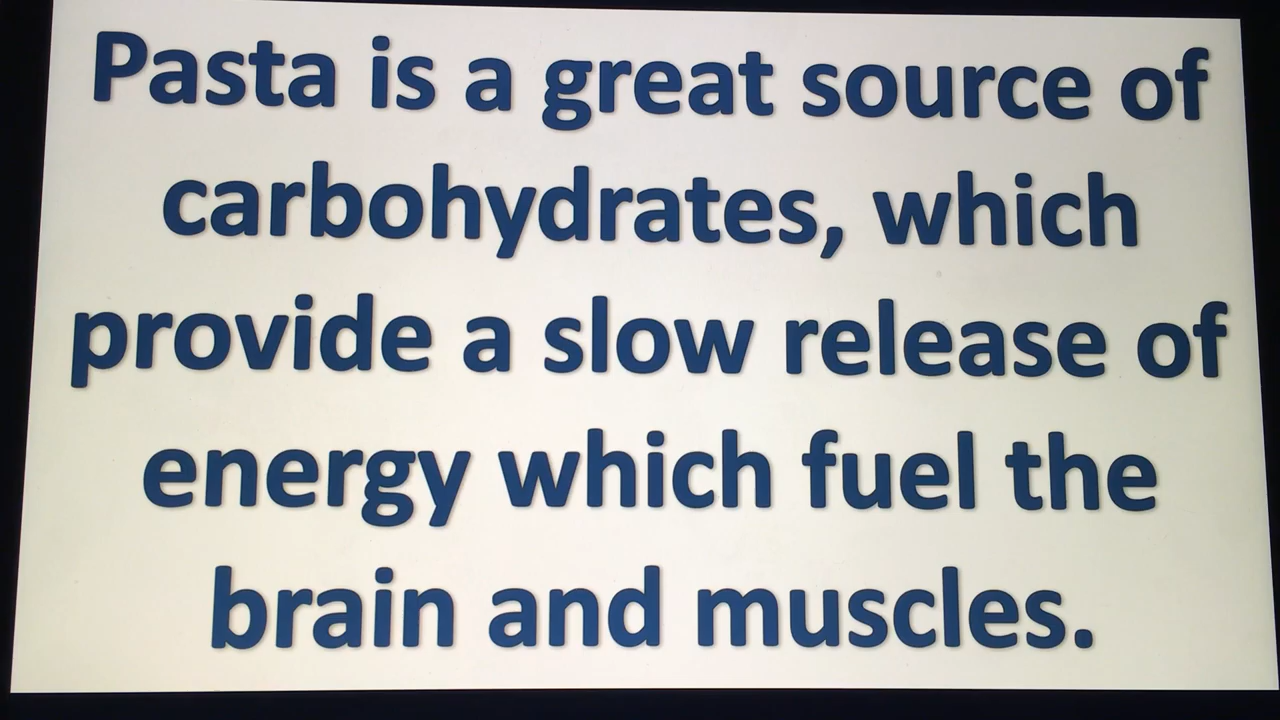 Pasta is a great source of
carbohydrates, which
provide a slow release of
energy which fuel the
brain and muscles.